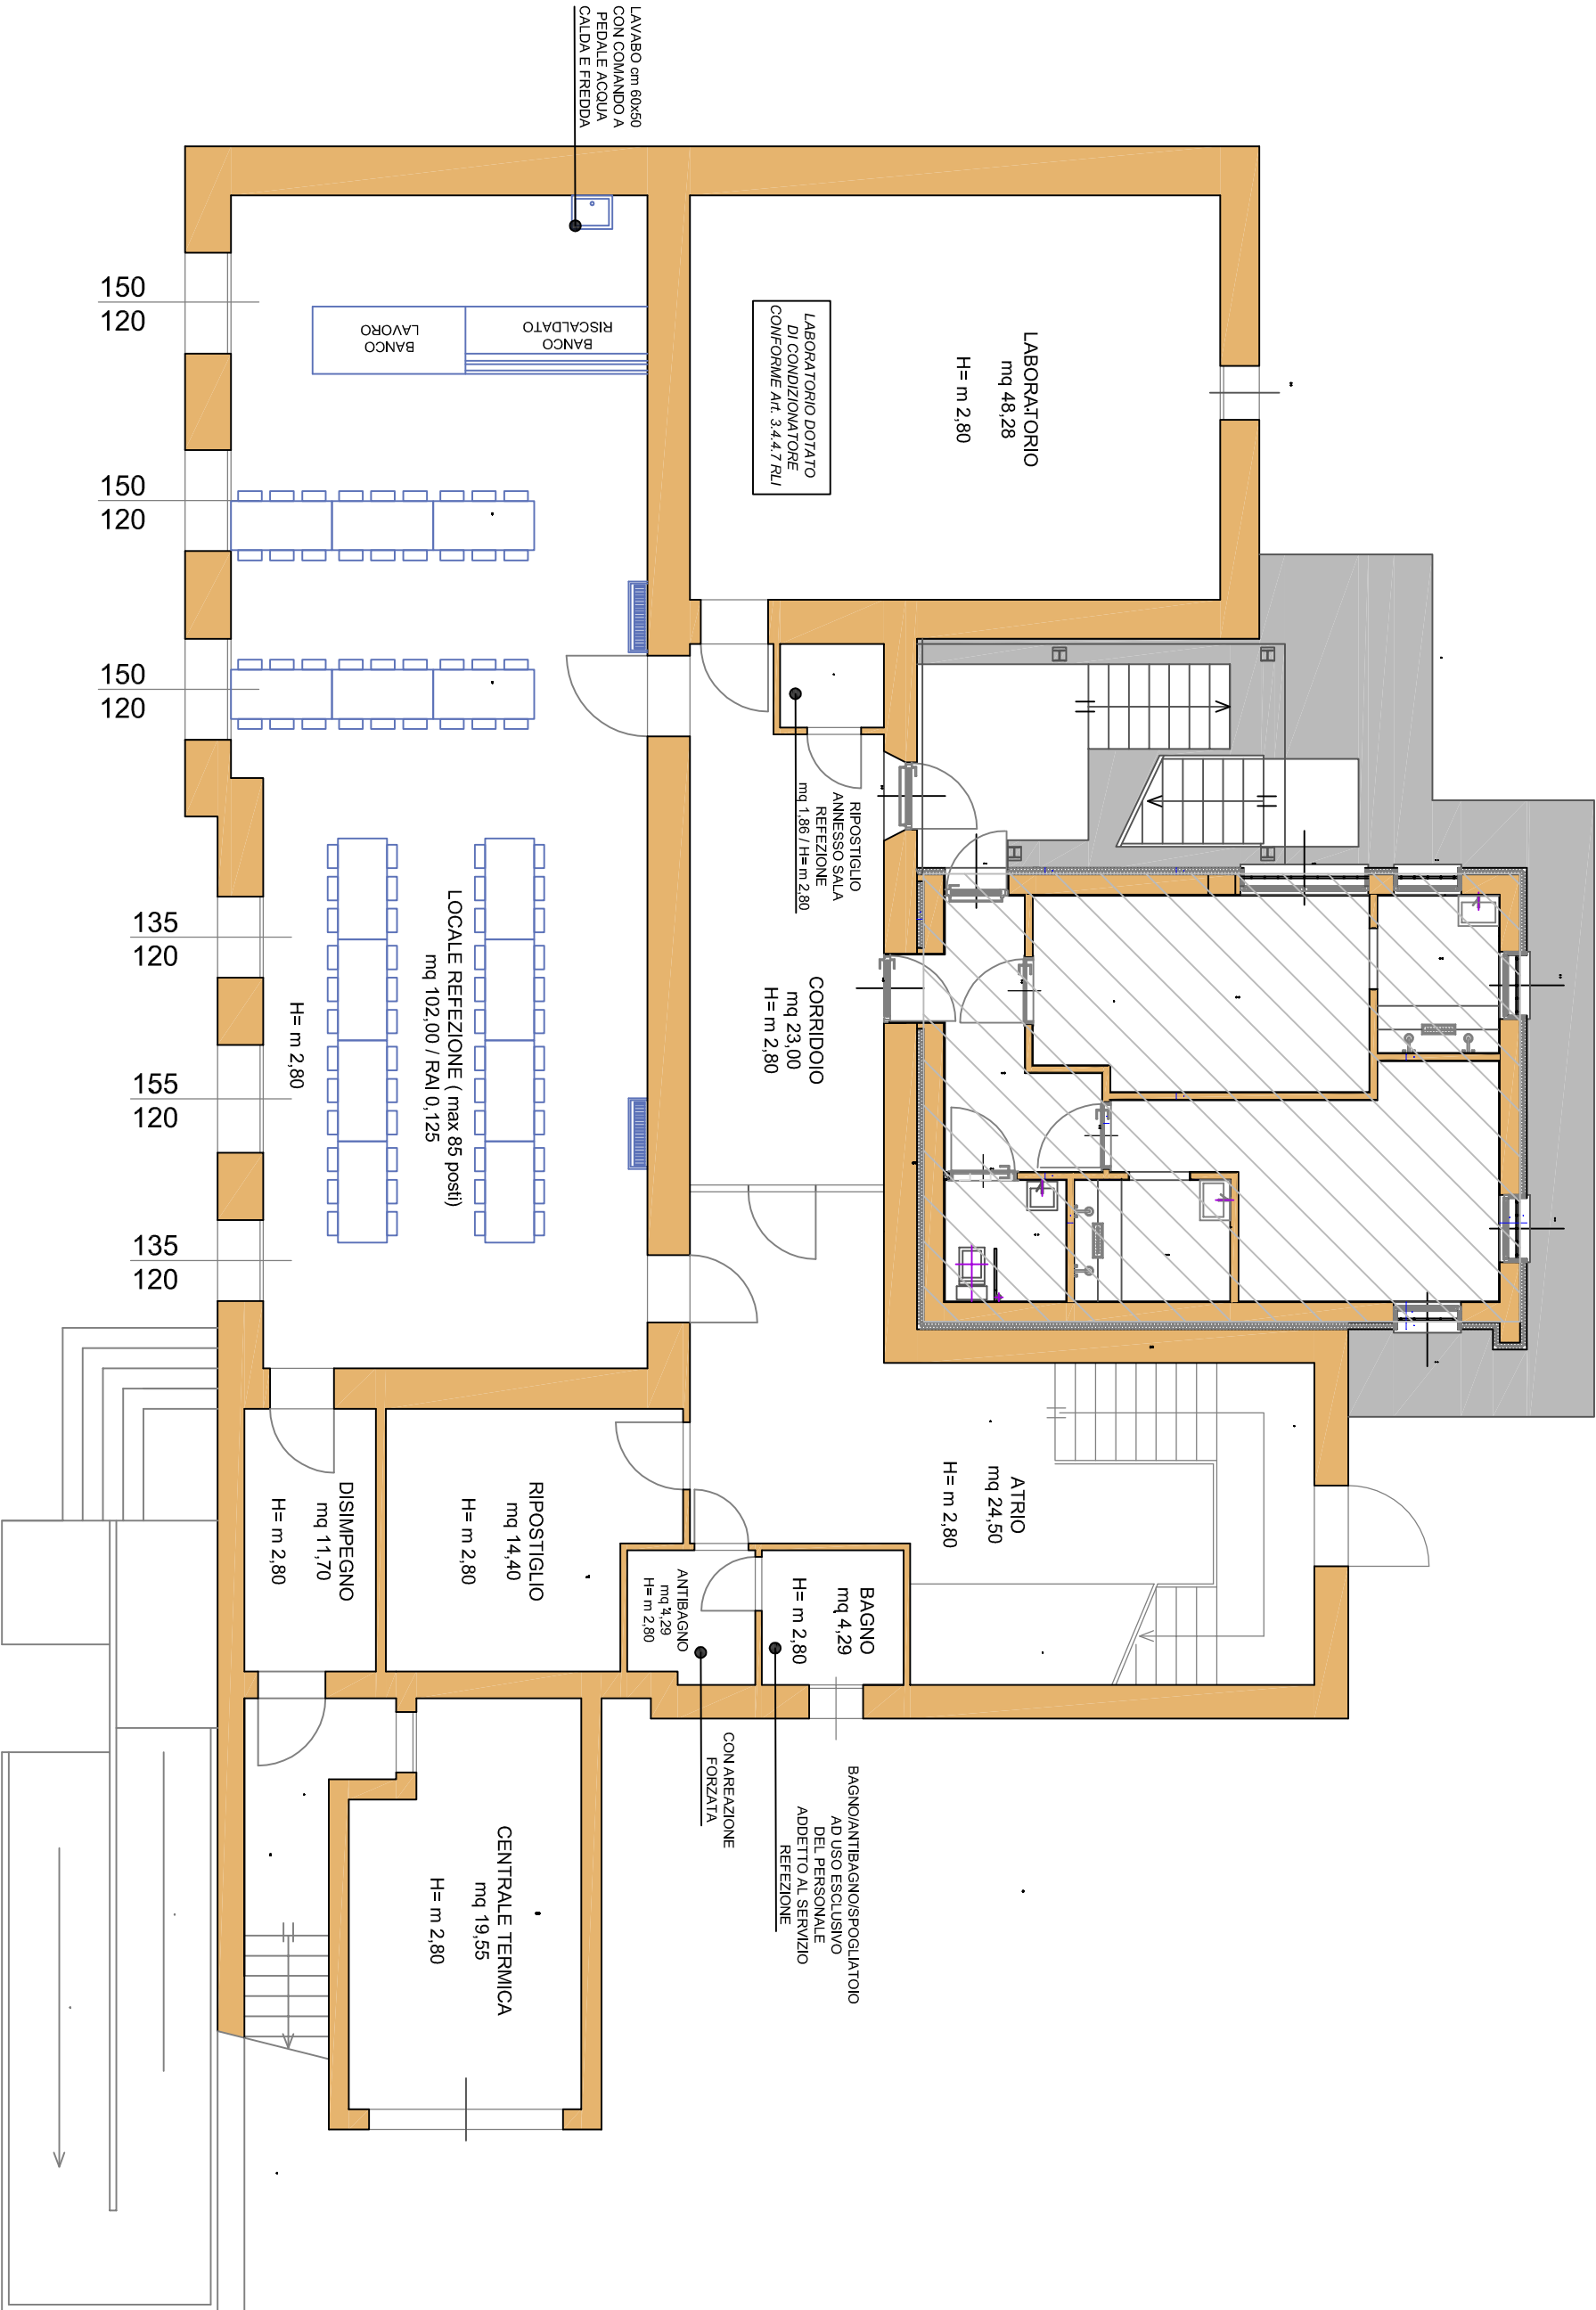 LAVABO cm 60x50
CON COMANDO A
PEDALE ACQUA
CALDA E FREDDA
LABORATORIO
mq 48,28
H= m 2,80
LABORATORIO DOTATO
DI CONDIZIONATORE
CONFORME Art. 3.4.4.7 RLI
BANCO
RISCALDATO
BANCO
LAVORO
150
120
150
120
150
120
135
120
155
120
135
120
RIPOSTIGLIO
ANNESSO SALA
REFEZIONE
mq 1,86 / H= m 2,80
CORRIDOIO
mq 23,00
H= m 2,80
LOCALE REFEZIONE ( max 85 posti)
mq 102,00 / RAI 0,125
H= m 2,80
ATRIO
mq 24,50
H= m 2,80
RIPOSTIGLIO
mq 14,40
H= m 2,80
DISIMPEGNO
mq 11,70
H= m 2,80
BAGNO
mq 4,29
H= m 2,80
ANTIBAGNO
mq 4,29
H= m 2,80
CON AREAZIONE
FORZATA
BAGNO/ANTIBAGNO/SPOGLIATOIO
AD USO ESCLUSIVO
DEL PERSONALE
ADDETTO AL SERVIZIO
REFEZIONE
CENTRALE TERMICA
mq 19,55
H= m 2,80